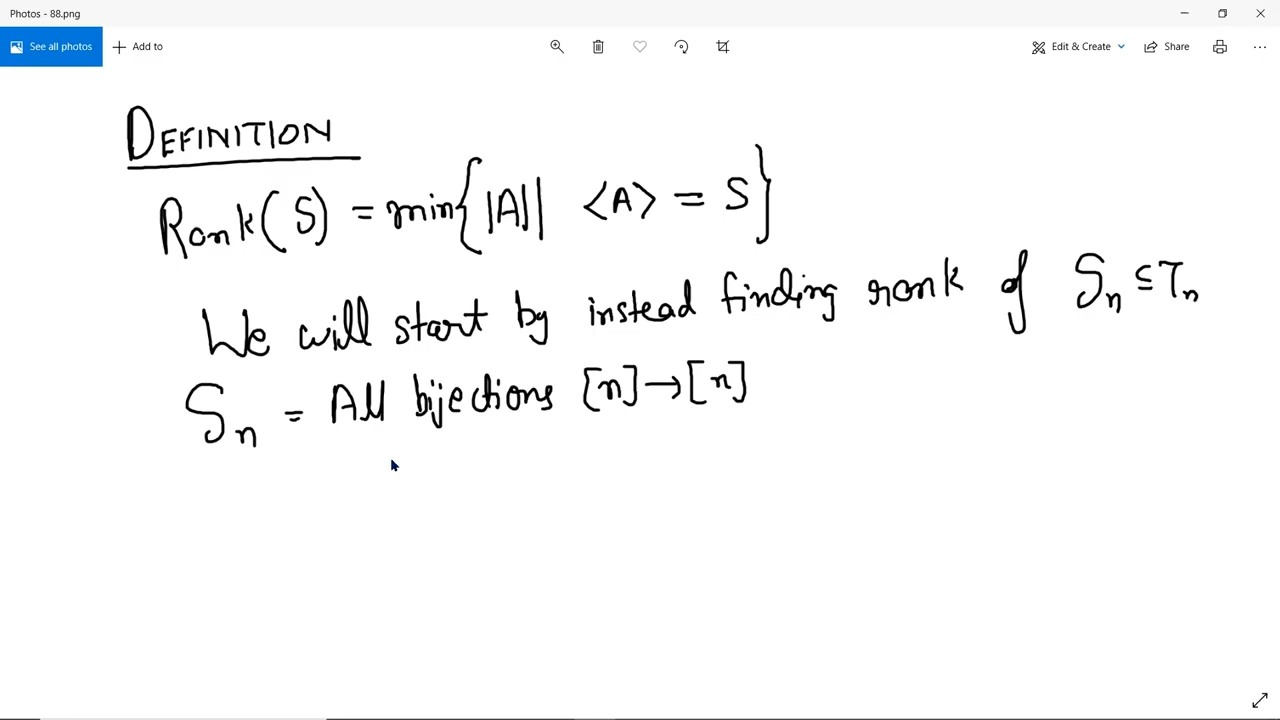 Photos - 88.png
See all photos
Add to
Edit & Create
Share
DEFINITION
Rank(S) = min{|A|| <A> = S}
We will start by instead finding rank of Sn ⊆ Tn
Sn = All bijections [n]→[n]